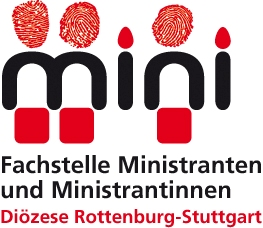 mini
Fachstelle Ministranten
und Ministrantinnen
Diözese Rottenburg-Stuttgart